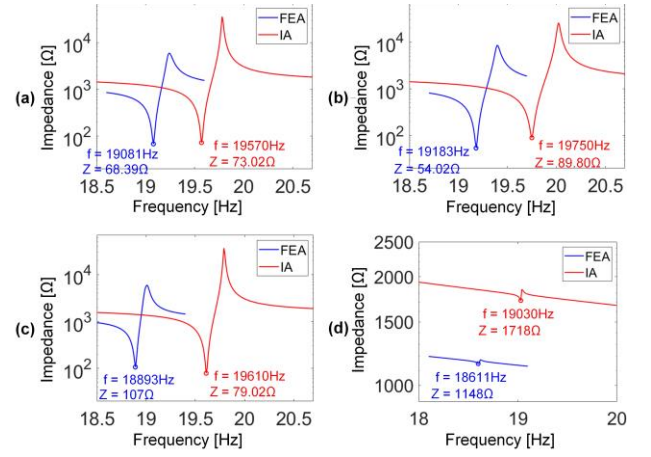 FEA
IA
Impedance [Ω]
10^4
10^3
10^2
(a)
f = 19081Hz
Z = 68.39Ω
f = 19570Hz
Z = 73.02Ω
18.5 19 19.5 20 20.5
Frequency [Hz]
FEA
IA
Impedance [Ω]
10^4
10^3
10^2
(b)
f = 19183Hz
Z = 54.02Ω
f = 19750Hz
Z = 89.80Ω
18.5 19 19.5 20 20.5
Frequency [Hz]
FEA
IA
Impedance [Ω]
10^4
10^3
10^2
(c)
f = 18893Hz
Z = 107Ω
f = 19610Hz
Z = 79.02Ω
18.5 19 19.5 20 20.5
Frequency [Hz]
FEA
IA
Impedance [Ω]
2500
2000
1500
1000
(d)
f = 19030Hz
Z = 1718Ω
f = 18611Hz
Z = 1148Ω
18 19 20
Frequency [Hz]